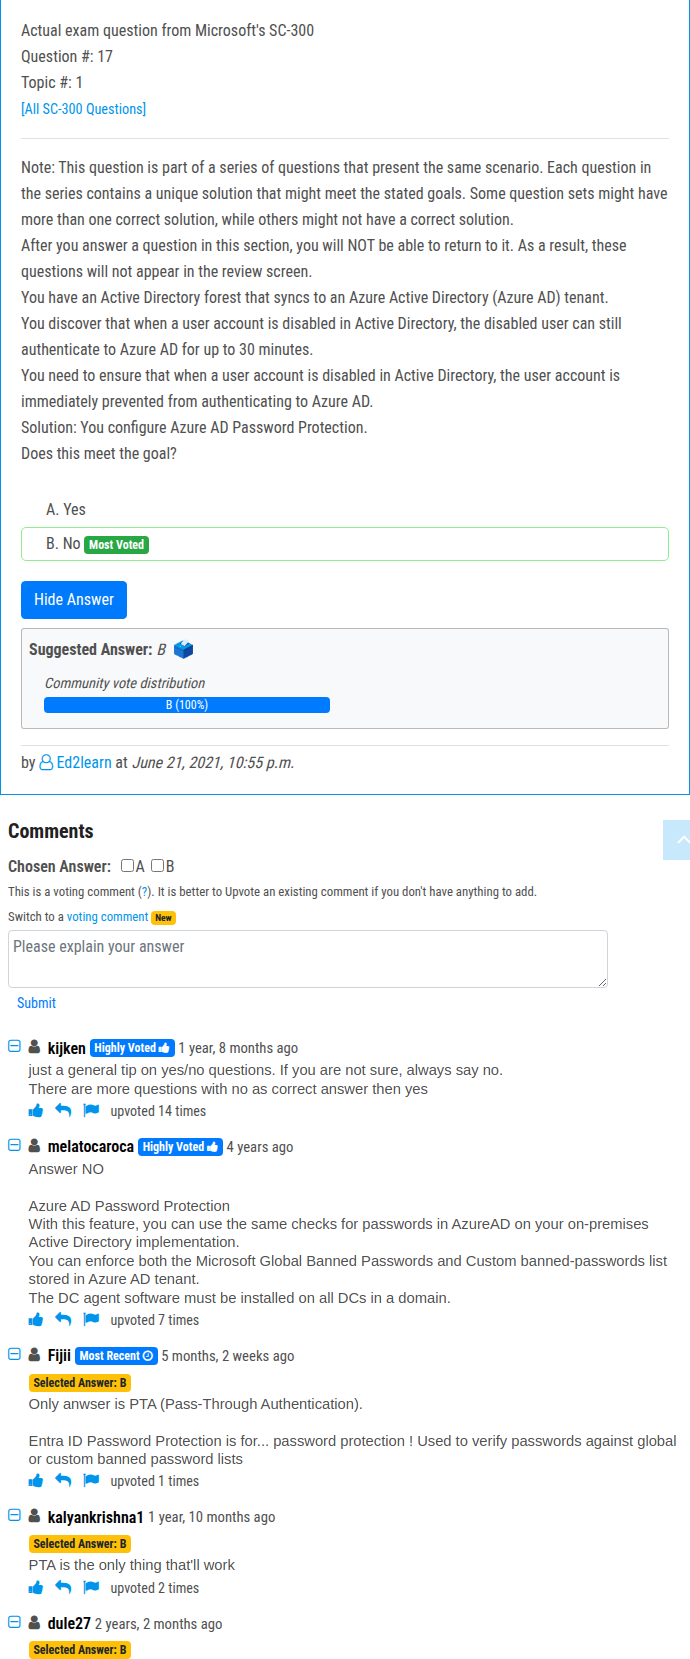 Actual exam question from Microsoft's SC-300
Question #: 17
Topic #: 1
[All SC-300 Questions]
Note: This question is part of a series of questions that present the same scenario. Each question in
the series contains a unique solution that might meet the stated goals. Some question sets might have
more than one correct solution, while others might not have a correct solution.
After you answer a question in this section, you will NOT be able to return to it. As a result, these
questions will not appear in the review screen.
You have an Active Directory forest that syncs to an Azure Active Directory (Azure AD) tenant.
You discover that when a user account is disabled in Active Directory, the disabled user can still
authenticate to Azure AD for up to 30 minutes.
You need to ensure that when a user account is disabled in Active Directory, the user account is
immediately prevented from authenticating to Azure AD.
Solution: You configure Azure AD Password Protection.
Does this meet the goal?
A. Yes
B. No Most Voted
Hide Answer
Suggested Answer: B
Community vote distribution
B (100%)
by Ed2learn at June 21, 2021, 10:55 p.m.
Comments
Chosen Answer: A B
This is a voting comment (?). It is better to Upvote an existing comment if you don't have anything to add.
Switch to a voting comment New
Please explain your answer
Submit
kijken Highly Voted 1 year, 8 months ago
just a general tip on yes/no questions. If you are not sure, always say no.
There are more questions with no as correct answer then yes
upvoted 14 times
melatocaroca Highly Voted 4 years ago
Answer NO
Azure AD Password Protection
With this feature, you can use the same checks for passwords in AzureAD on your on-premises
Active Directory implementation.
You can enforce both the Microsoft Global Banned Passwords and Custom banned-passwords list
stored in Azure AD tenant.
The DC agent software must be installed on all DCs in a domain.
upvoted 7 times
Fijii Most Recent 5 months, 2 weeks ago
Selected Answer: B
Only anwser is PTA (Pass-Through Authentication).
Entra ID Password Protection is for... password protection ! Used to verify passwords against global
or custom banned password lists
upvoted 1 times
kalyankrishna1 1 year, 10 months ago
Selected Answer: B
PTA is the only thing that'll work
upvoted 2 times
dule27 2 years, 2 months ago
Selected Answer: B